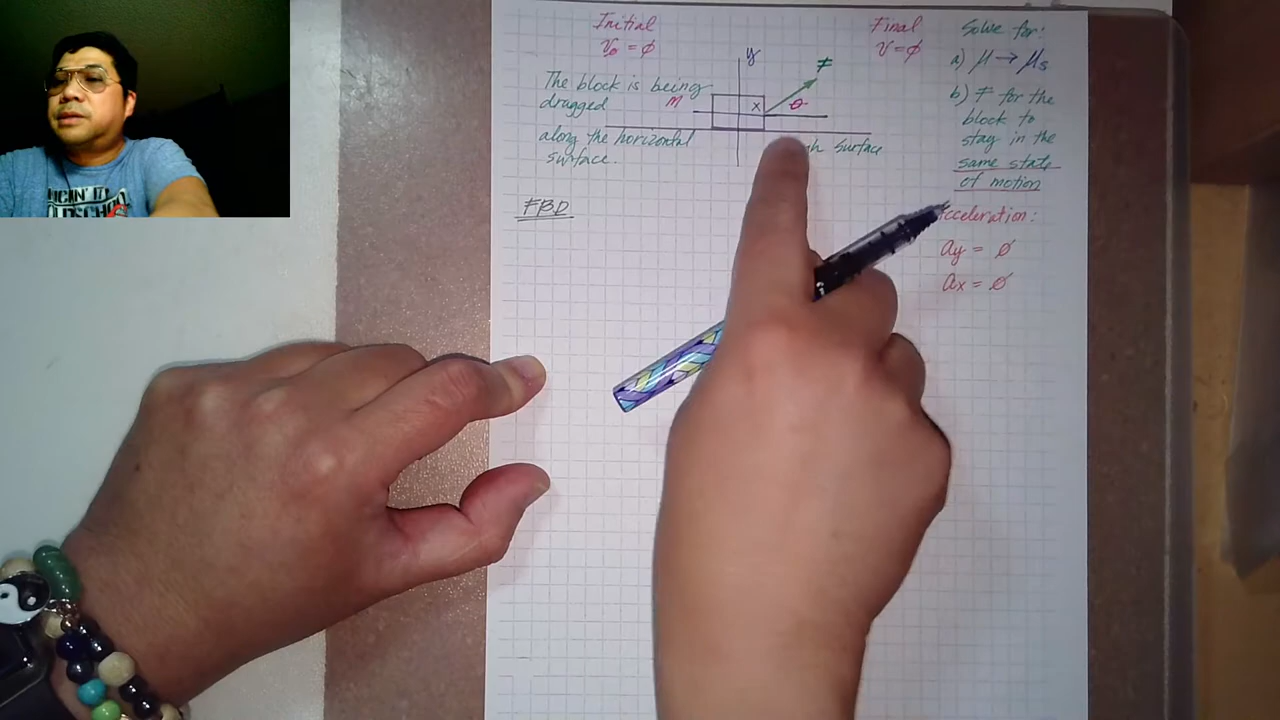 Initial
v₀ = ∅
Final
v = ∅
Solve for:
a) μ → μs
b) F for the
block to
stay in the
same state
of motion
The block is being
dragged
along the horizontal
surface.
y
F
M
x
θ
surface
FBD
Acceleration:
ay = ∅
ax = ∅